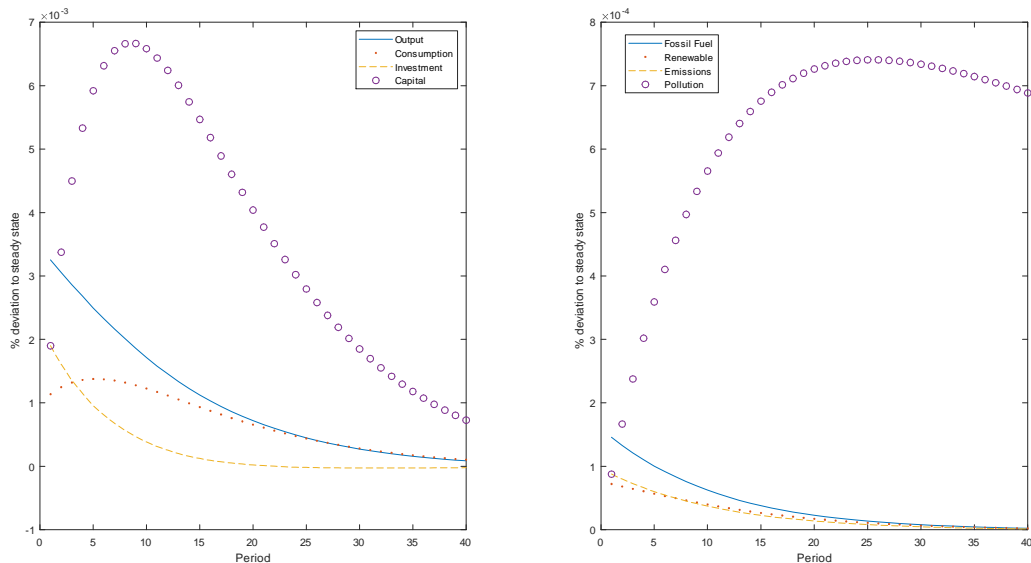 ×10-3
7
6
5
4
3
2
1
0
-1
% deviation to steady state
0 5 10 15 20 25 30 35 40
Period
Output
Consumption
Investment
Capital
×10-4
8
7
6
5
4
3
2
1
0
% deviation to steady state
0 5 10 15 20 25 30 35 40
Period
Fossil Fuel
Renewable
Emissions
Pollution